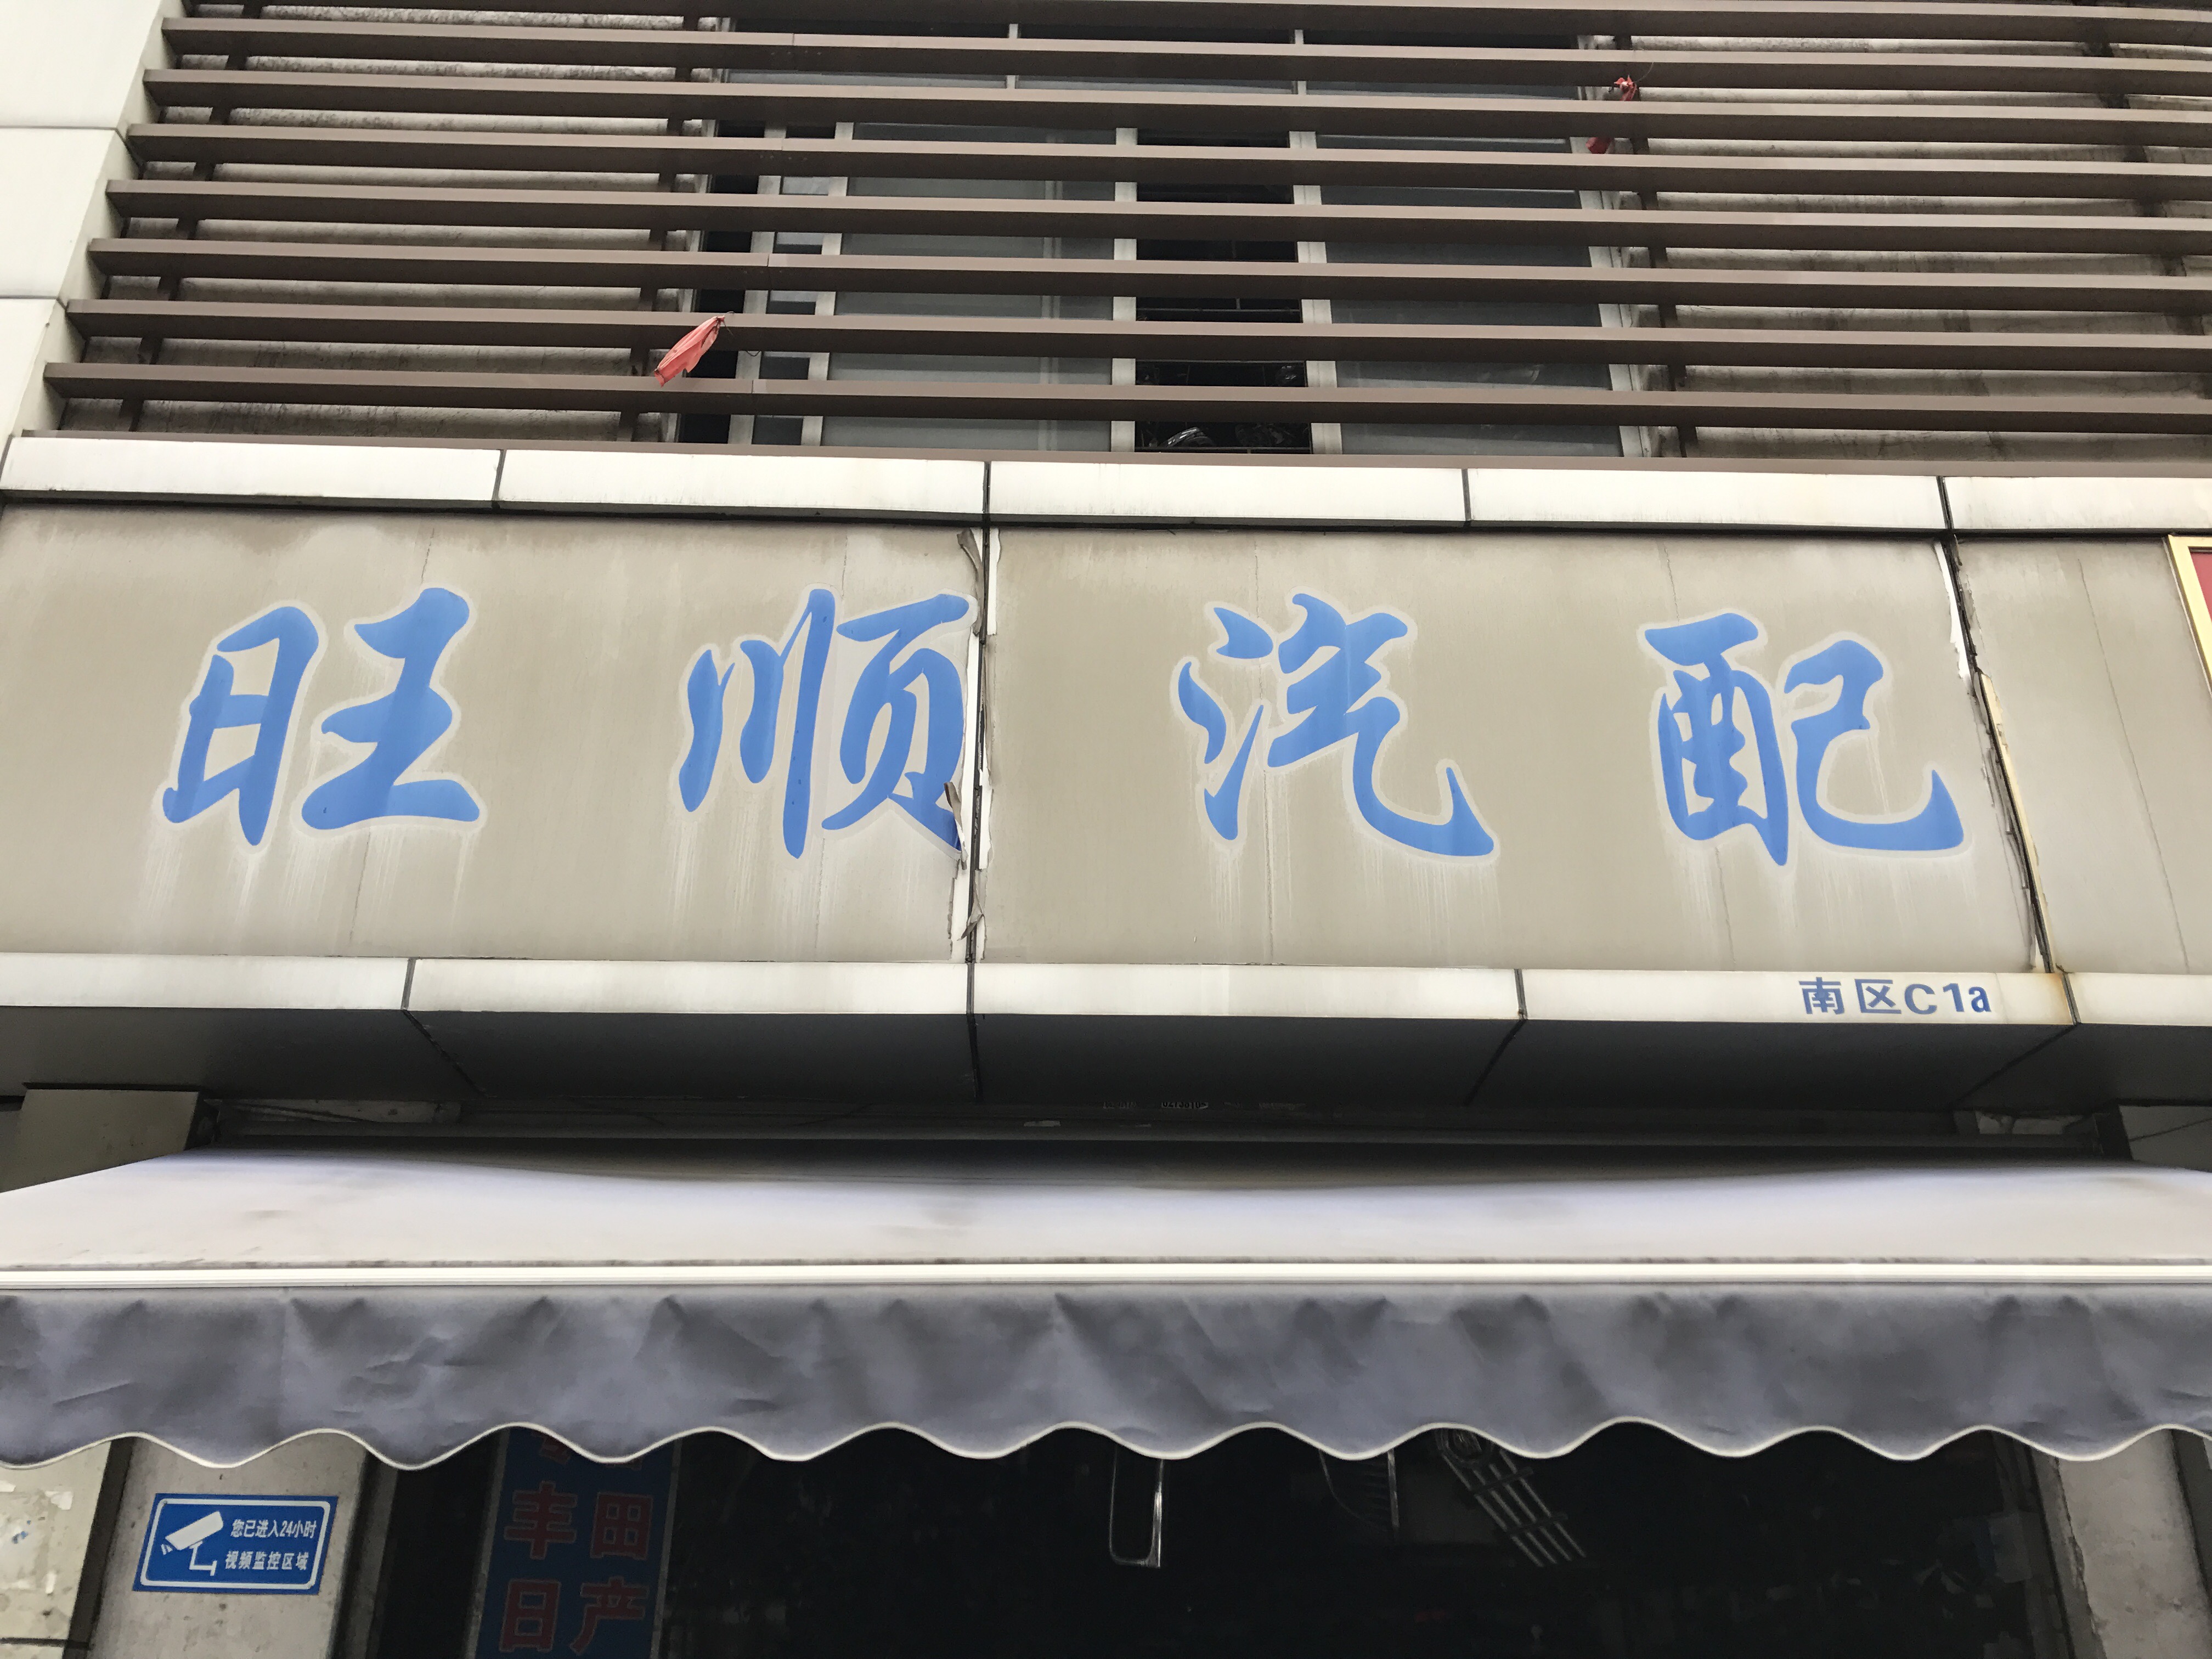 旺顺汽配
南区C1a
您已进入24小时
视频监控区域
丰田
日产